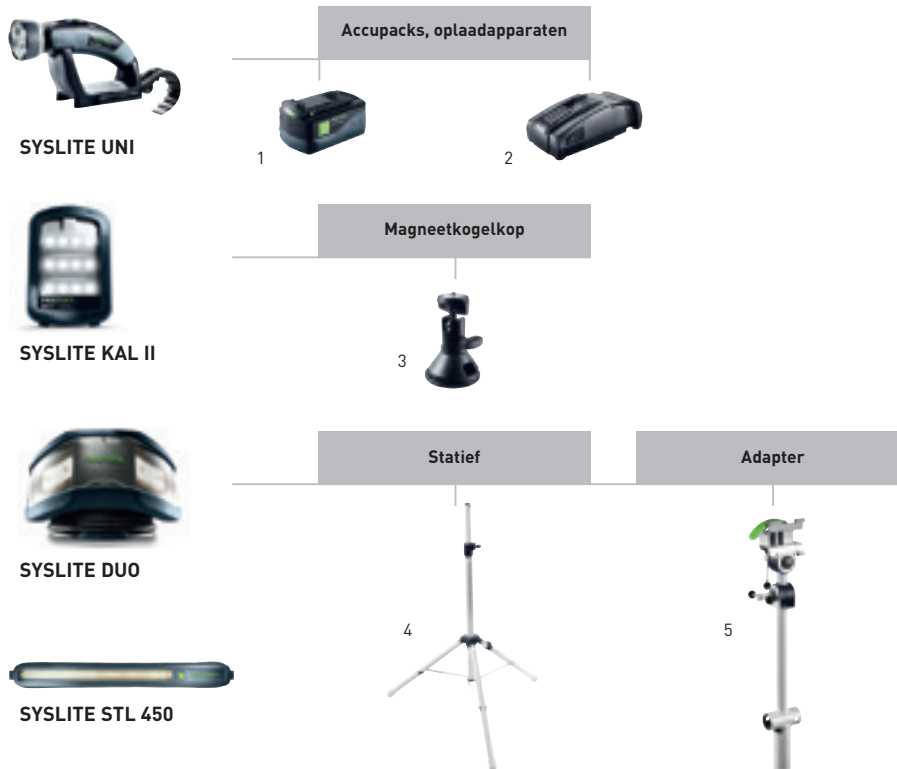 Accupacks, oplaadapparaten
SYSLITE UNI
1
2
Magneetkogelkop
SYSLITE KAL II
3
Statief
Adapter
SYSLITE DUO
4
5
SYSLITE STL 450